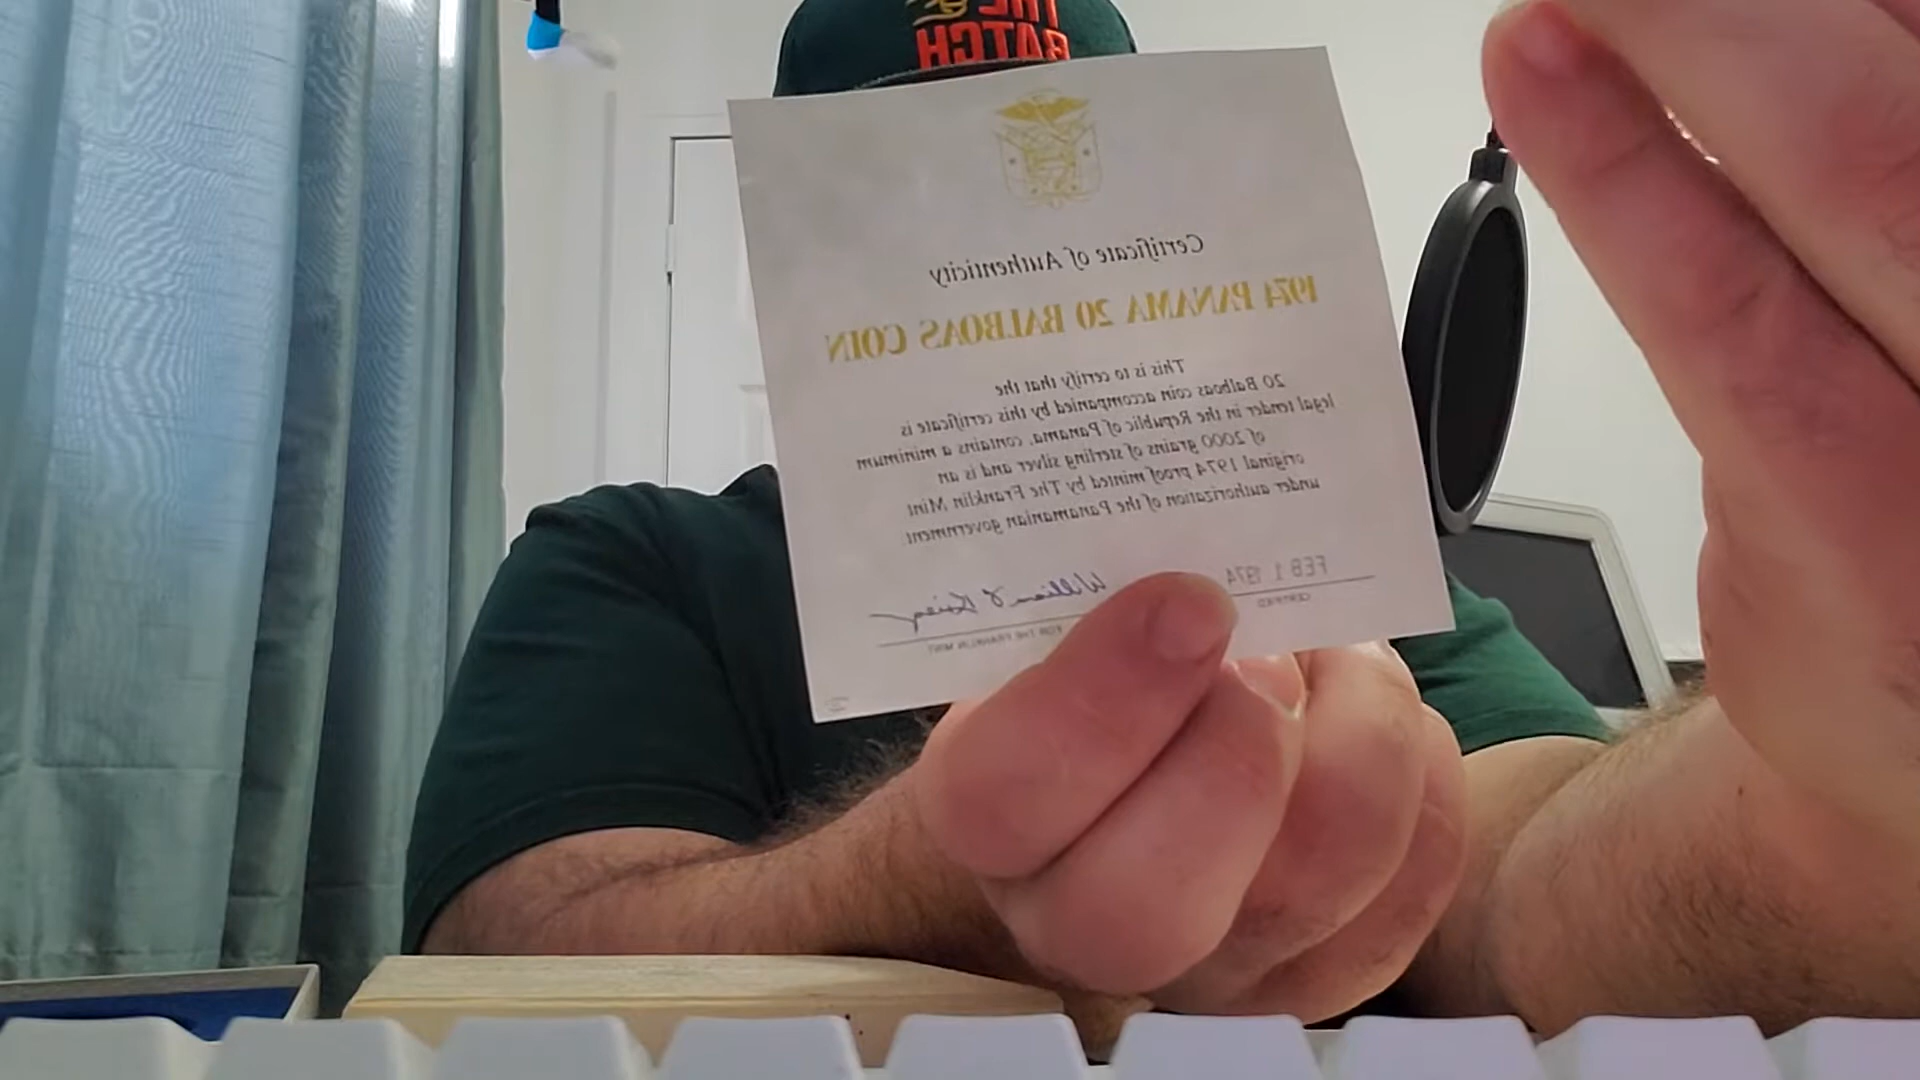 THE
BATCH
Certificate of Authenticity
1974 PANAMA 20 BALBOAS COIN
This is to certify that the
20 Balboas coin accompanied by this certificate is
legal tender in the Republic of Panama, contains a minimum
of 2000 grains of sterling silver and is an
original 1974 proof minted by The Franklin Mint
under authorization of the Panamanian government.
FEB 1 1974
CERTIFIED
William
FOR THE FRANKLIN MINT